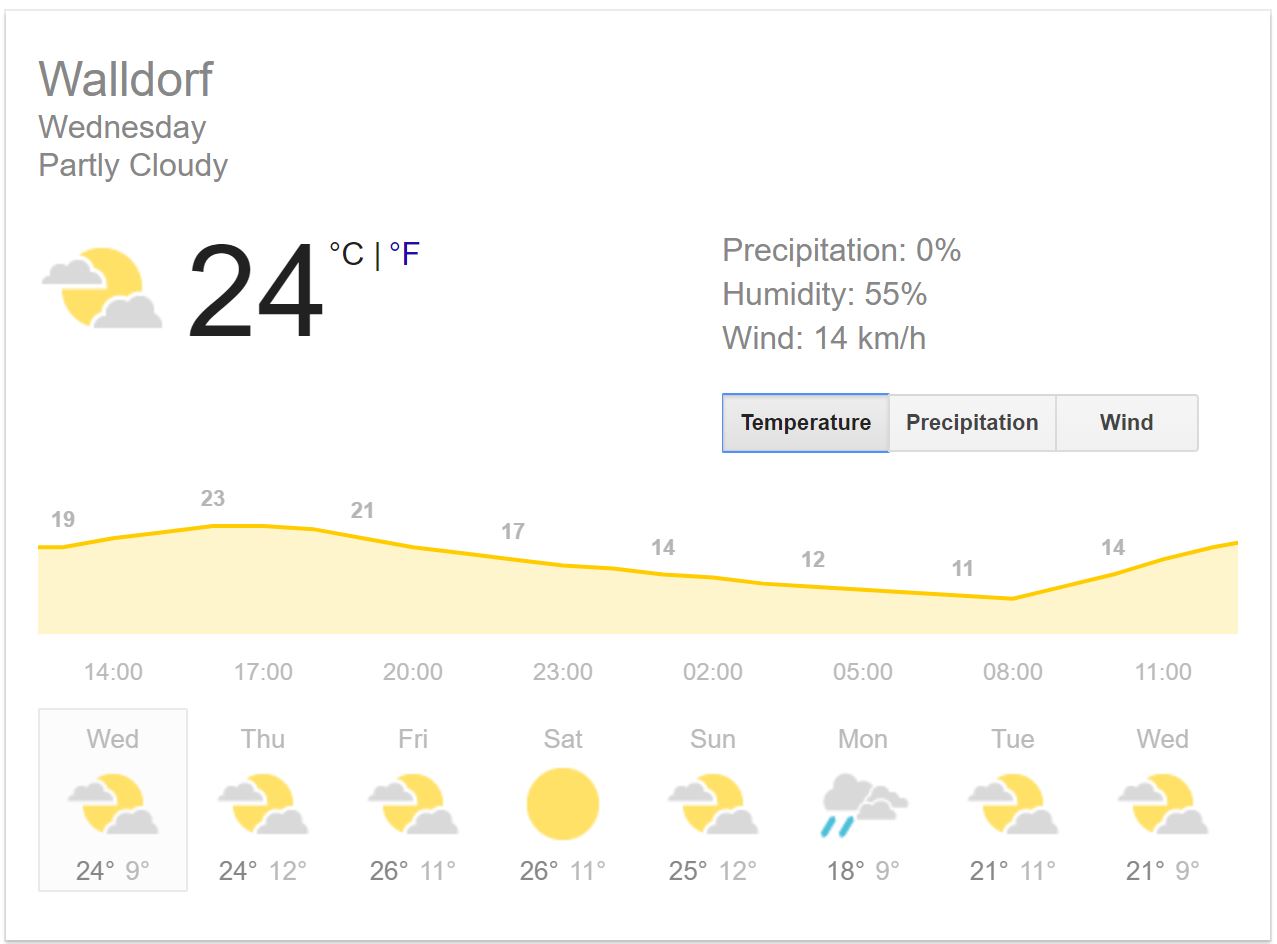 Walldorf
Wednesday
Partly Cloudy
24 °C | °F
Precipitation: 0%
Humidity: 55%
Wind: 14 km/h
Temperature Precipitation Wind
19 23 21 17 14 12 11 14
14:00 17:00 20:00 23:00 02:00 05:00 08:00 11:00
Wed Thu Fri Sat Sun Mon Tue Wed
24° 9° 24° 12° 26° 11° 26° 11° 25° 12° 18° 9° 21° 11° 21° 9°